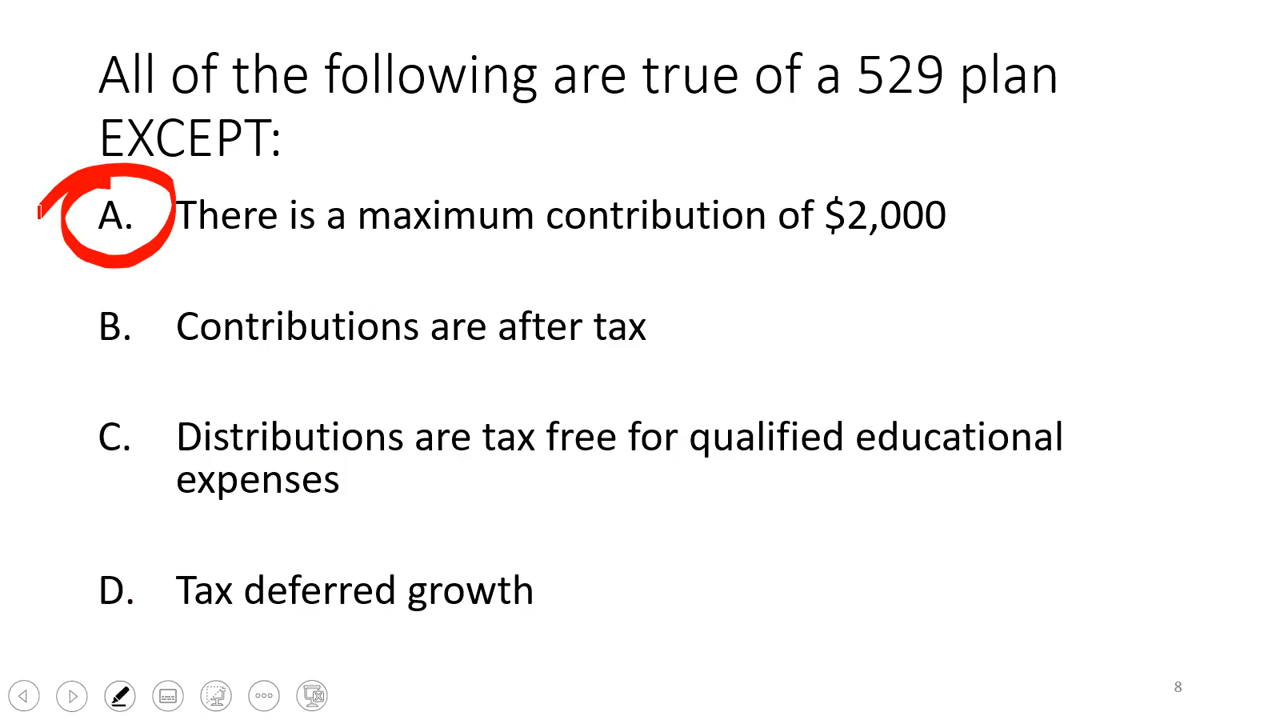 All of the following are true of a 529 plan
EXCEPT:
A. There is a maximum contribution of $2,000
B. Contributions are after tax
C. Distributions are tax free for qualified educational
expenses
D. Tax deferred growth
8